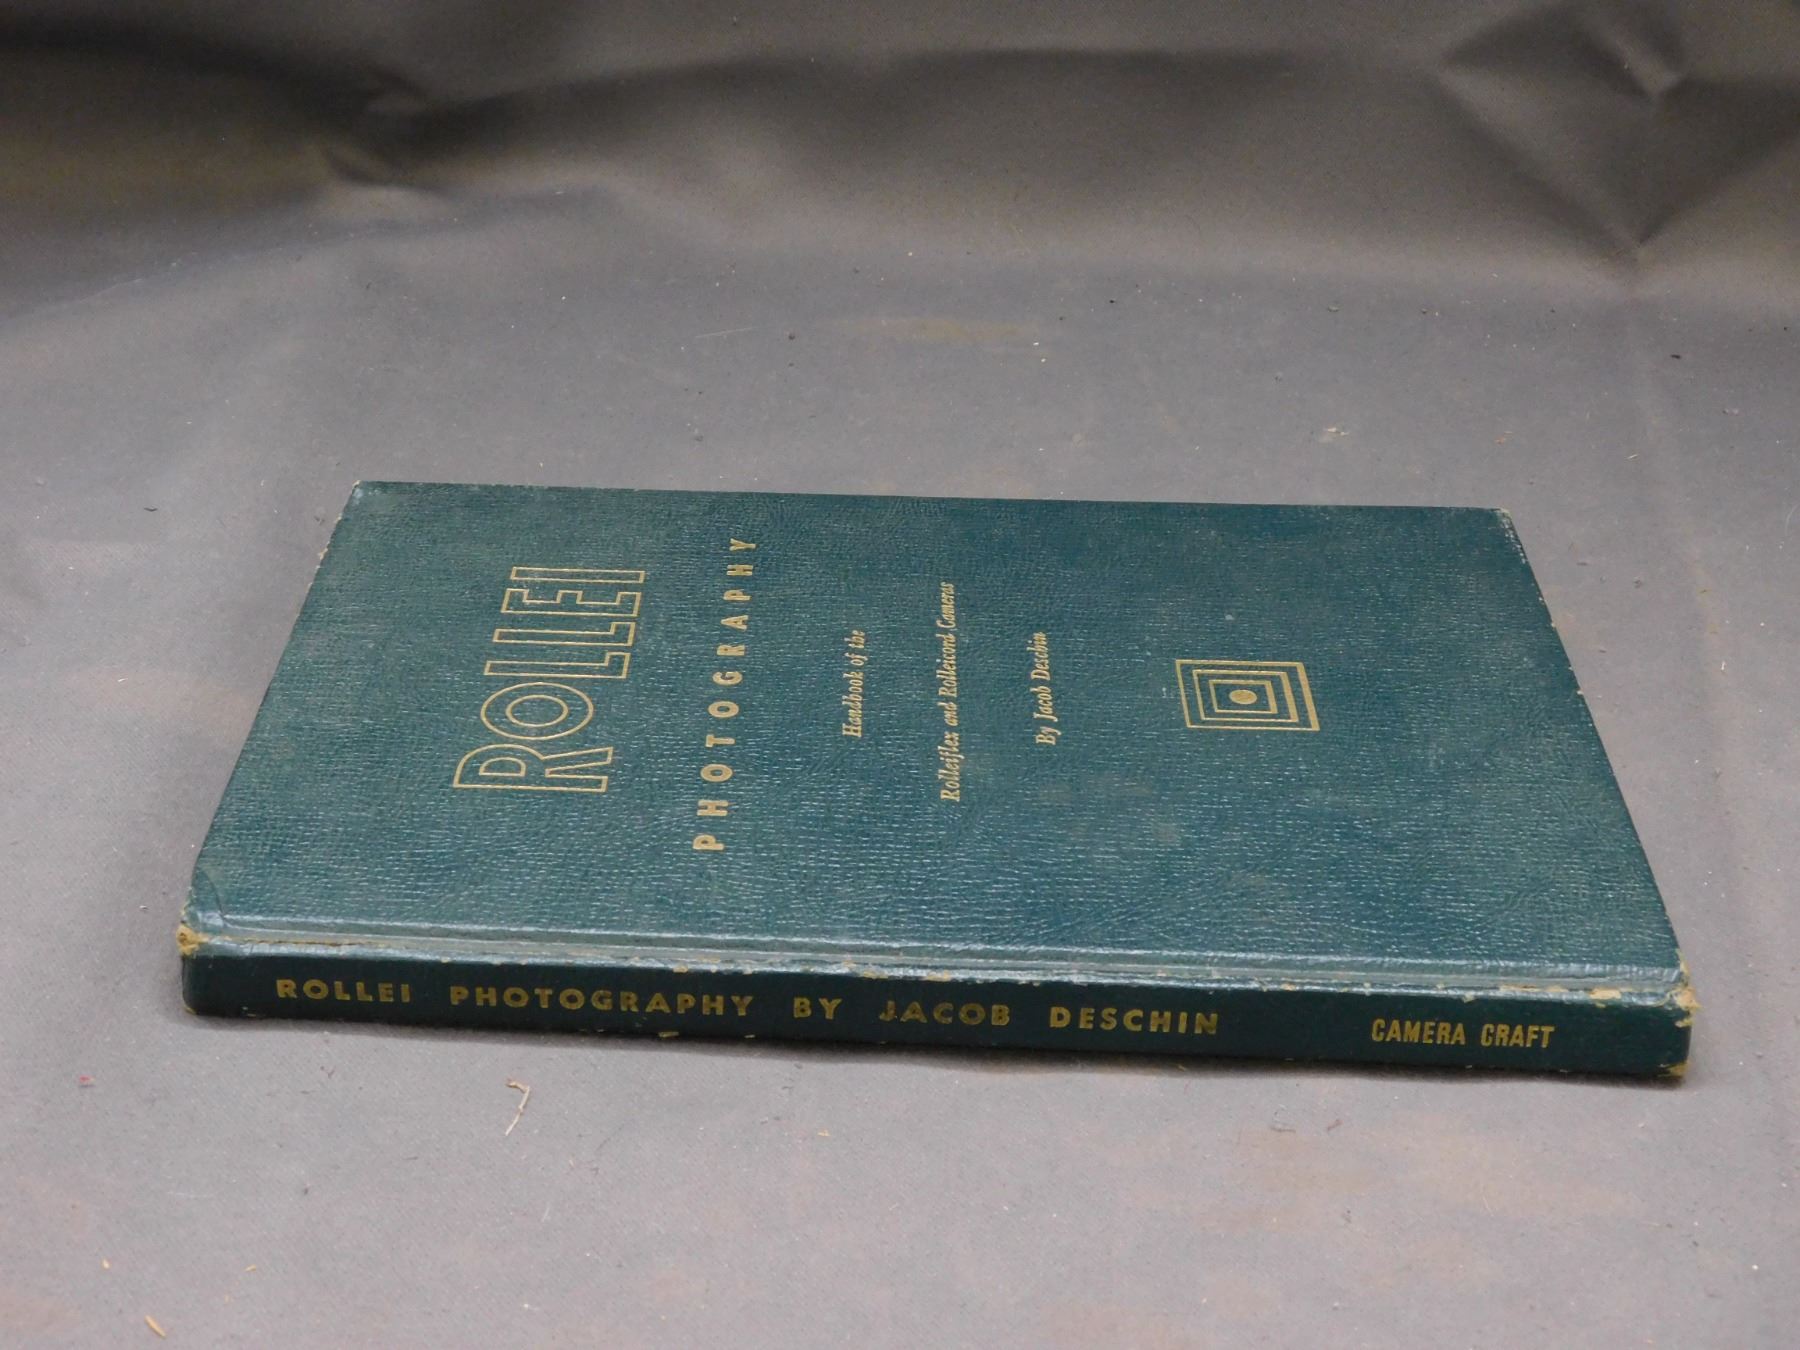 ROLLEI
PHOTOGRAPHY
Handbook of the
Rolleiflex and Rolleicord Cameras
By Jacob Deschin
ROLLEI PHOTOGRAPHY BY JACOB DESCHIN CAMERA CRAFT